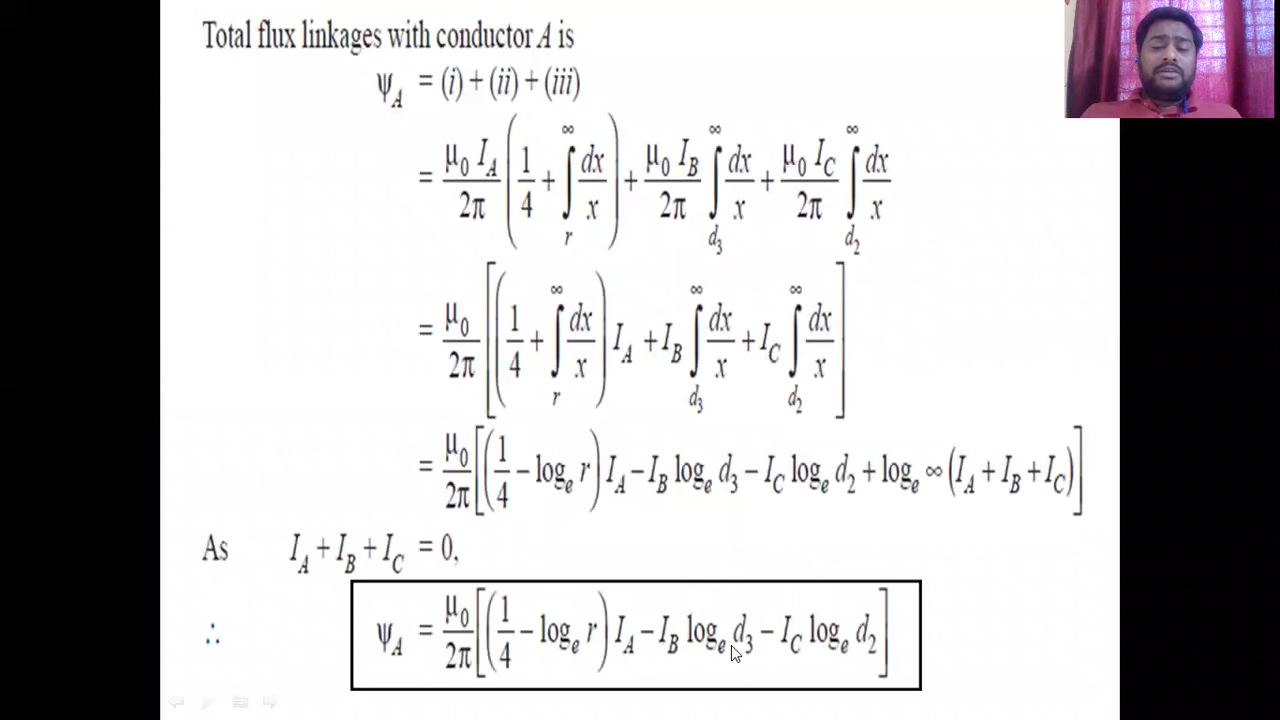 Total flux linkages with conductor A is
ψ_A = (i) + (ii) + (iii)
= μ₀ I_A / 2π ( 1/4 + ∫_r^∞ dx/x ) + μ₀ I_B / 2π ∫_{d₃}^∞ dx/x + μ₀ I_C / 2π ∫_{d₂}^∞ dx/x
= μ₀ / 2π [ ( 1/4 + ∫_r^∞ dx/x ) I_A + I_B ∫_{d₃}^∞ dx/x + I_C ∫_{d₂}^∞ dx/x ]
= μ₀ / 2π [ ( 1/4 − log_e r ) I_A − I_B log_e d₃ − I_C log_e d₂ + log_e ∞ (I_A + I_B + I_C) ]
As I_A + I_B + I_C = 0,
∴ ψ_A = μ₀ / 2π [ ( 1/4 − log_e r ) I_A − I_B log_e d₃ − I_C log_e d₂ ]